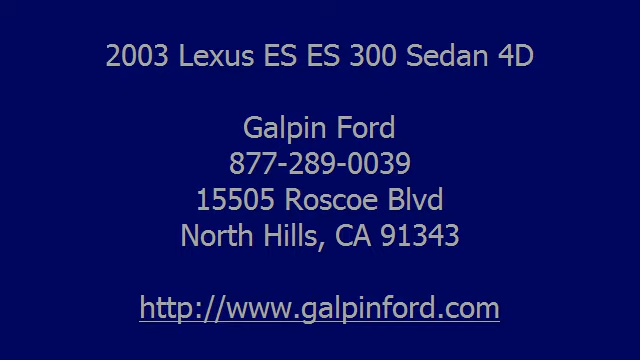 2003 Lexus ES ES 300 Sedan 4D
Galpin Ford
877-289-0039
15505 Roscoe Blvd
North Hills, CA 91343
http://www.galpinford.com